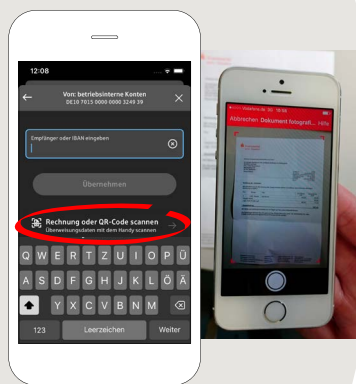 12:08
Von: betriebsinterne Konten
DE10 7015 0000 0000 3249 39
Empfänger oder IBAN eingeben
Übernehmen
Rechnung oder QR-Code scannen
Überweisungsdaten mit dem Handy scannen
Q W E R T Z U I O P Ü
A S D F G H J K L Ö Ä
Y X C V B N M
123 Leerzeichen Weiter
Abbrechen Dokument fotografi... Hilfe